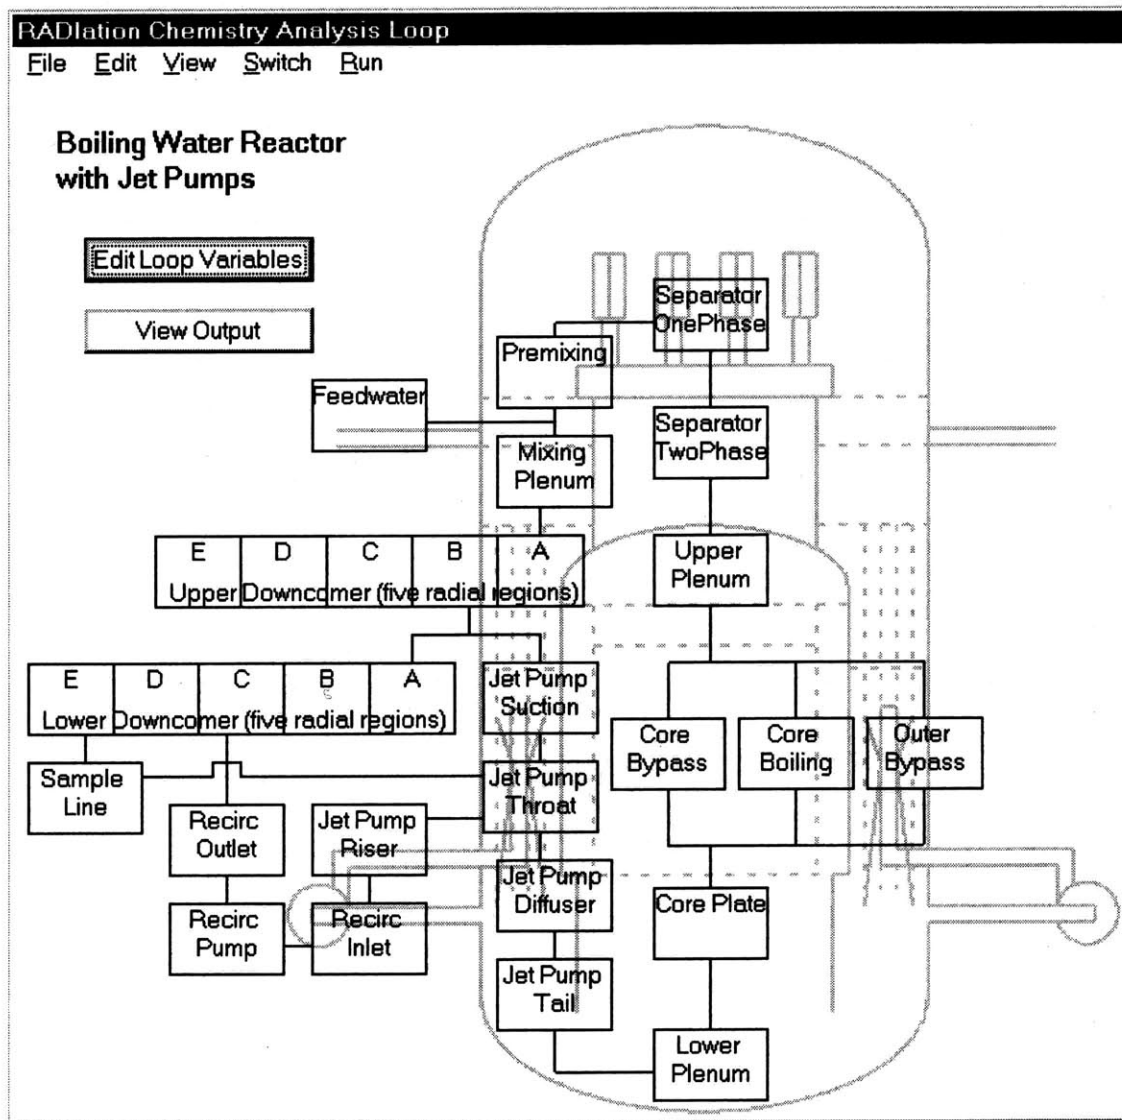 RADIation Chemistry Analysis Loop
File Edit View Switch Run
Boiling Water Reactor
with Jet Pumps
Edit Loop Variables
View Output
Separator
OnePhase
Premixing
Feedwater
Separator
TwoPhase
Mixing
Plenum
E D C B A
Upper Downcomer (five radial regions)
Upper
Plenum
E D C B A
Lower Downcomer (five radial regions)
Jet Pump
Suction
Core
Bypass
Core
Boiling
Outer
Bypass
Sample
Line
Jet Pump
Throat
Recirc
Outlet
Jet Pump
Riser
Jet Pump
Diffuser
Core Plate
Recirc
Pump
Recirc
Inlet
Jet Pump
Tail
Lower
Plenum